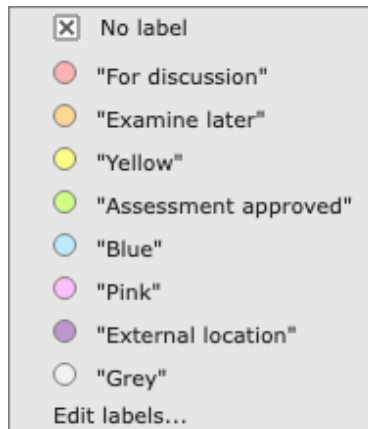 No label
"For discussion"
"Examine later"
"Yellow"
"Assessment approved"
"Blue"
"Pink"
"External location"
"Grey"
Edit labels...